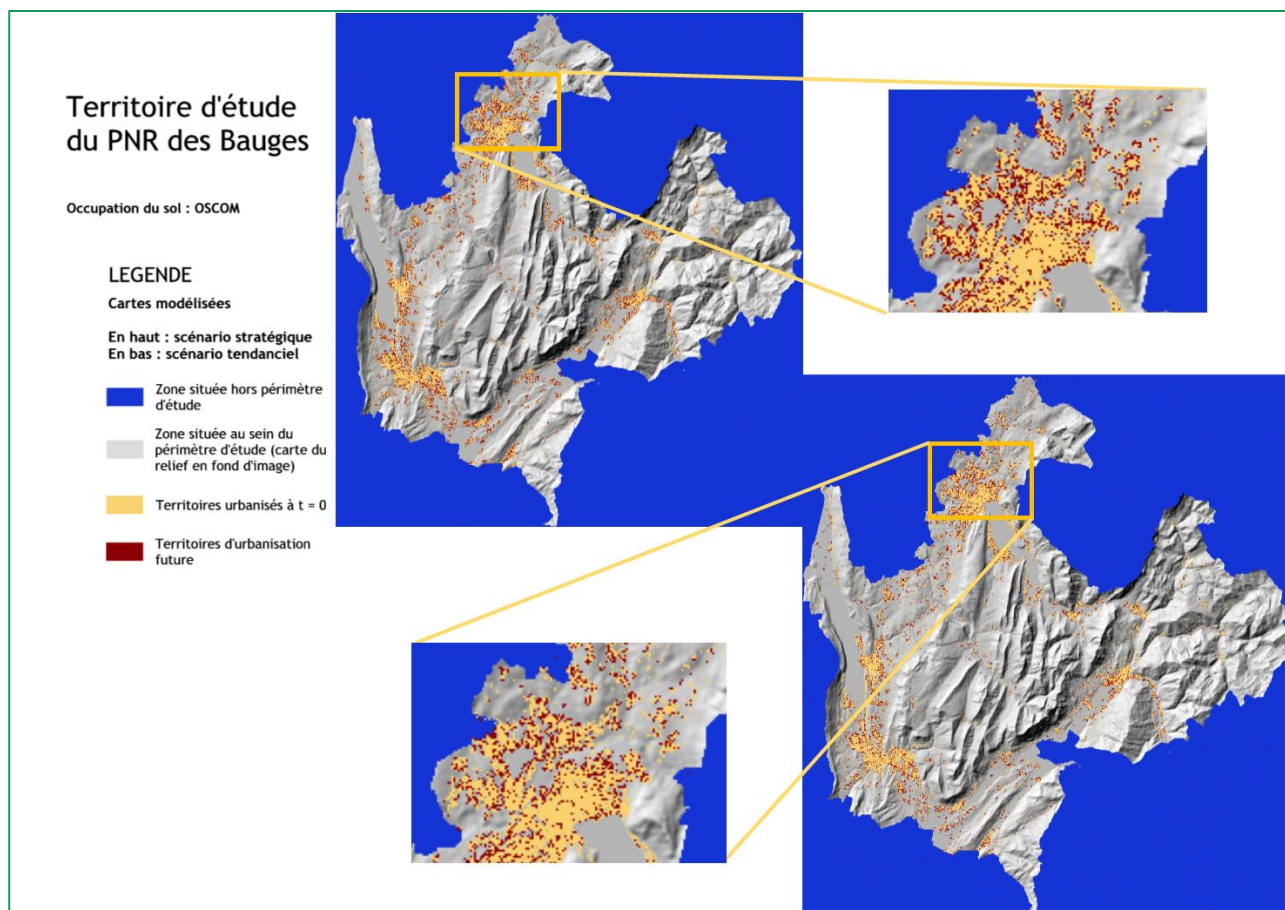 Territoire d'étude
du PNR des Bauges
Occupation du sol : OSCOM
LEGENDE
Cartes modélisées
En haut : scénario stratégique
En bas : scénario tendanciel
Zone située hors périmètre
d'étude
Zone située au sein du
périmètre d'étude (carte du
relief en fond d'image)
Territoires urbanisés à t = 0
Territoires d'urbanisation
future